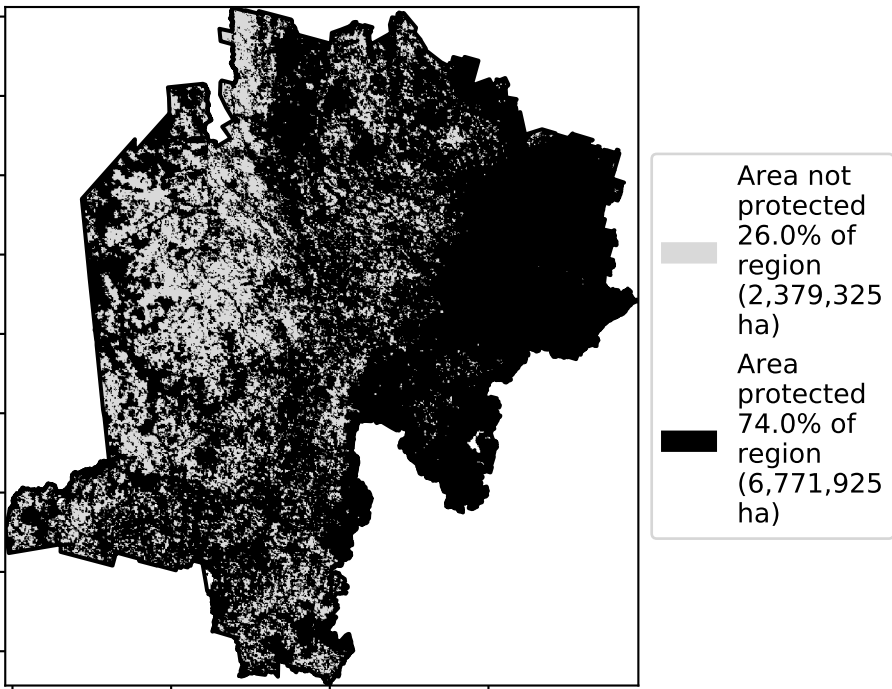 Area not
protected
26.0% of
region
(2,379,325
ha)
Area
protected
74.0% of
region
(6,771,925
ha)